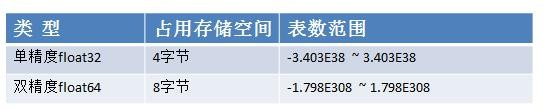 类 型 占用存储空间 表数范围
单精度float32 4字节 -3.403E38 ~ 3.403E38
双精度float64 8字节 -1.798E308 ~ 1.798E308